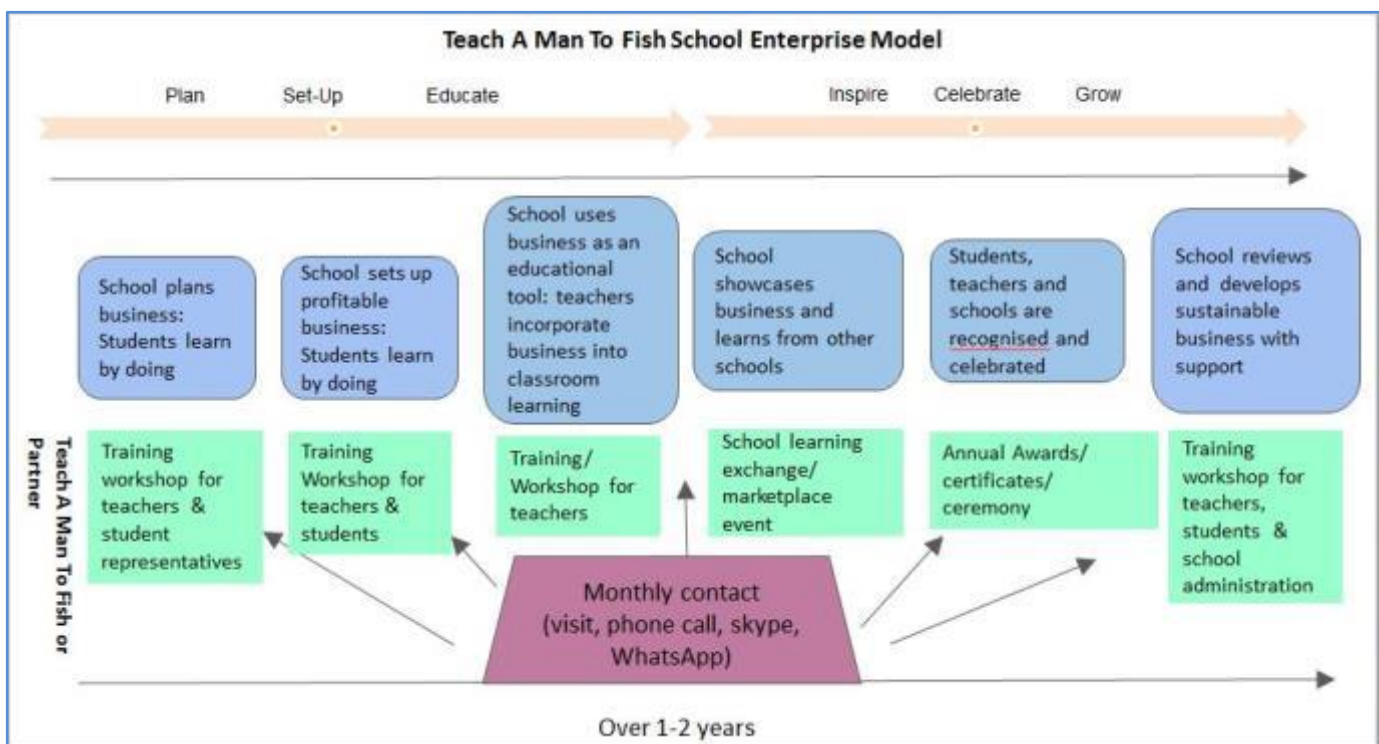 Teach A Man To Fish School Enterprise Model
Plan
Set-Up
Educate
Inspire
Celebrate
Grow
School plans
business:
Students learn
by doing
School sets up
profitable
business:
Students learn
by doing
School uses
business as an
educational
tool: teachers
incorporate
business into
classroom
learning
School
showcases
business and
learns from other
schools
Students,
teachers and
schools are
recognised and
celebrated
School reviews
and develops
sustainable
business with
support
Teach A Man To Fish or
Partner
Training
workshop for
teachers &
student
representatives
Training
Workshop for
teachers &
students
Training/
Workshop for
teachers
School learning
exchange/
marketplace
event
Annual Awards/
certificates/
ceremony
Training
workshop for
teachers,
students &
school
administration
Monthly contact
(visit, phone call, skype,
WhatsApp)
Over 1-2 years